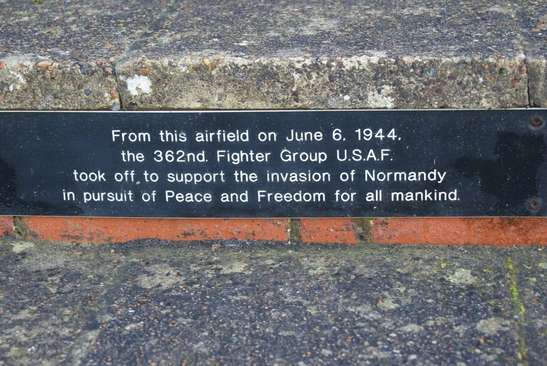 From this airfield on June 6, 1944.
the 362nd. Fighter Group U.S.A.F.
took off to support the invasion of Normandy
in pursuit of Peace and Freedom for all mankind.